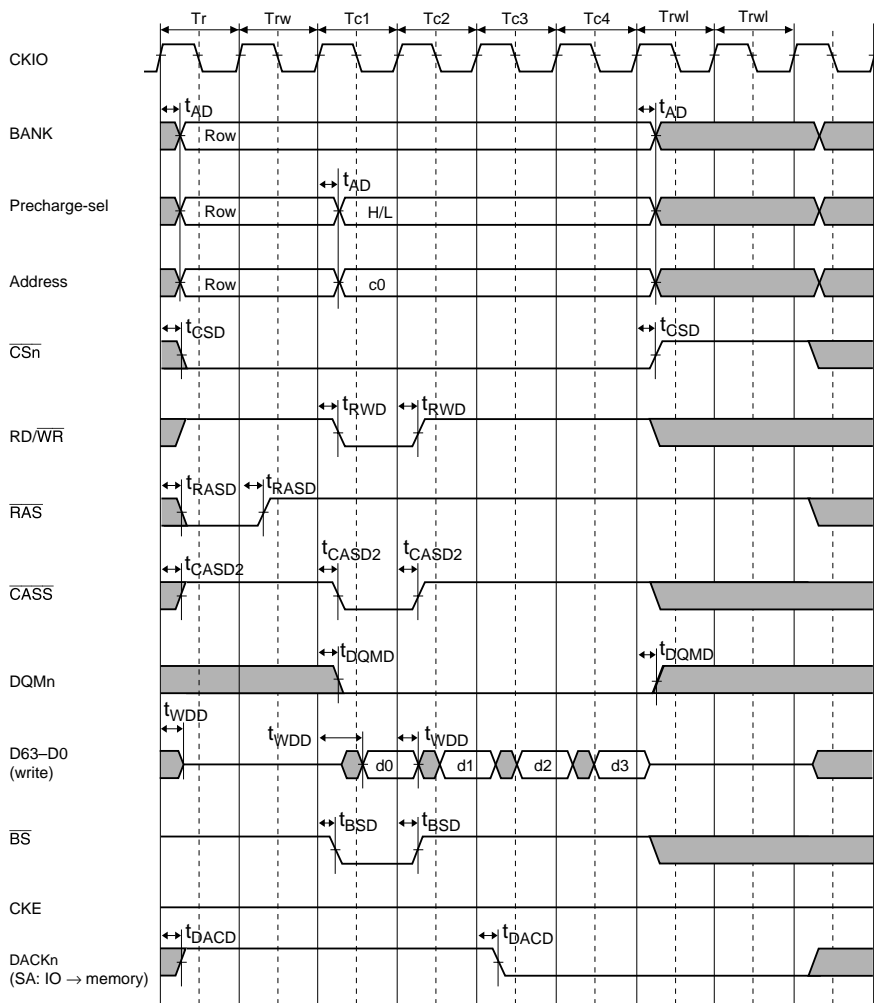 Tr Trw Tc1 Tc2 Tc3 Tc4 Trwl Trwl
CKIO
tAD tAD
BANK Row
tAD
Precharge-sel Row H/L
Address Row c0
tCSD tCSD
CSn
tRWD tRWD
RD/WR
tRASD tRASD
RAS
tCASD2 tCASD2 tCASD2
CASS
tDQMD tDQMD
DQMn
tWDD tWDD tWDD
D63–D0 d0 d1 d2 d3
(write)
tBSD tBSD
BS
CKE
tDACD tDACD
DACKn
(SA: IO → memory)